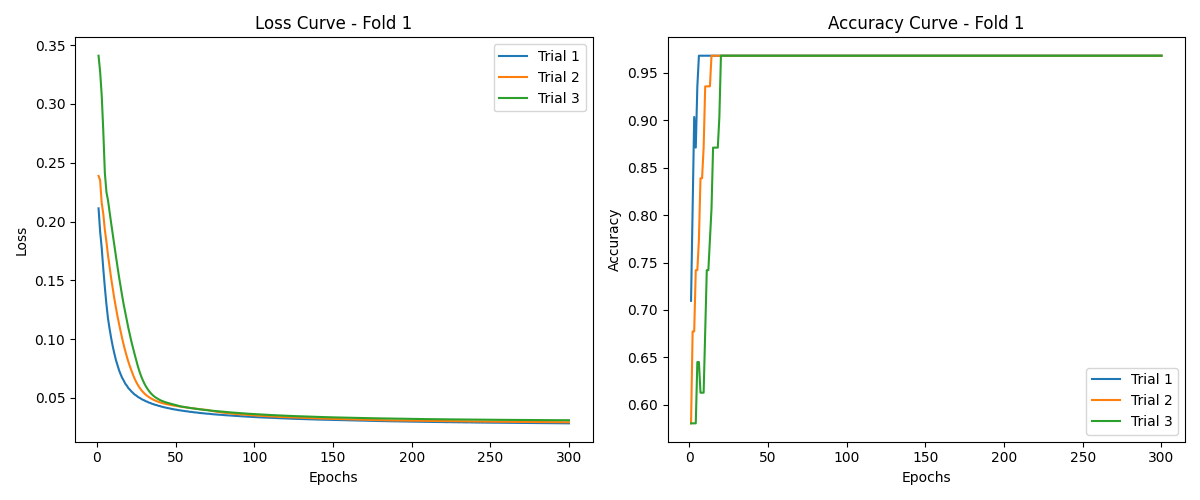 Loss Curve - Fold 1
Loss
0.35
0.30
0.25
0.20
0.15
0.10
0.05
0
50
100
150
200
250
300
Epochs
Trial 1
Trial 2
Trial 3
Accuracy Curve - Fold 1
Accuracy
0.95
0.90
0.85
0.80
0.75
0.70
0.65
0.60
0
50
100
150
200
250
300
Epochs
Trial 1
Trial 2
Trial 3